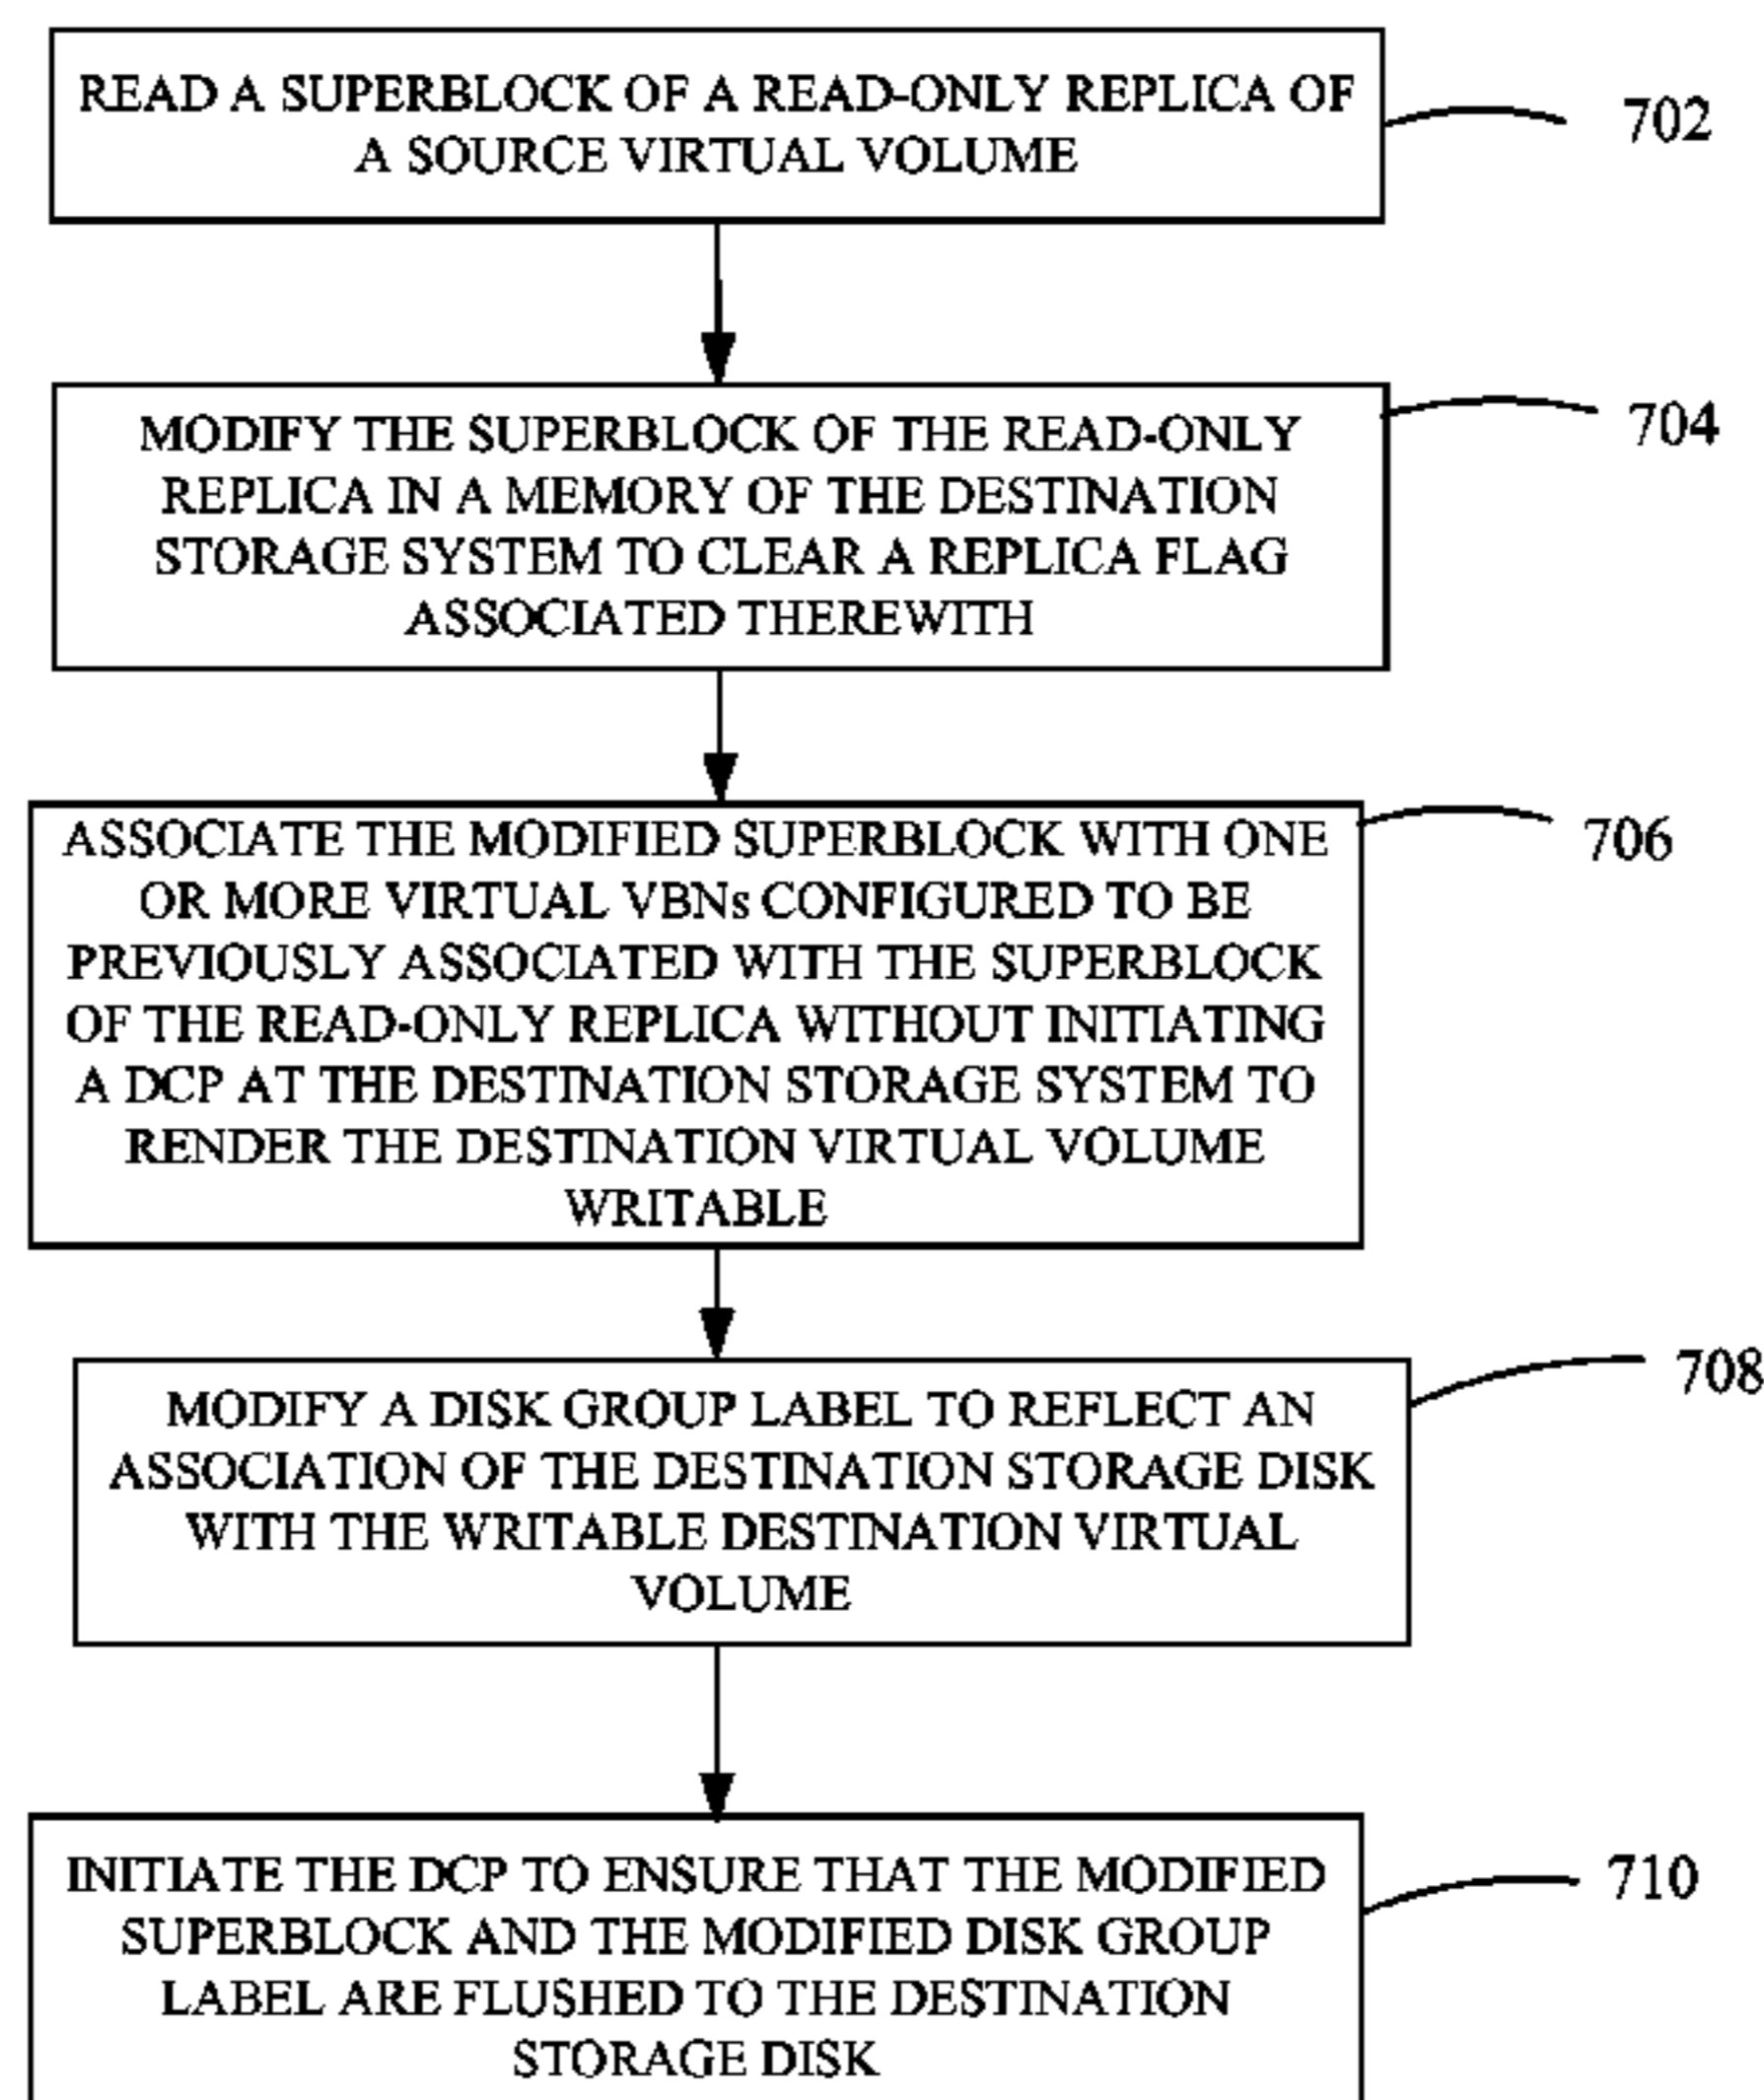 READ A SUPERBLOCK OF A READ-ONLY REPLICA OF
A SOURCE VIRTUAL VOLUME
702
MODIFY THE SUPERBLOCK OF THE READ-ONLY
REPLICA IN A MEMORY OF THE DESTINATION
STORAGE SYSTEM TO CLEAR A REPLICA FLAG
ASSOCIATED THEREWITH
704
ASSOCIATE THE MODIFIED SUPERBLOCK WITH ONE
OR MORE VIRTUAL VBNs CONFIGURED TO BE
PREVIOUSLY ASSOCIATED WITH THE SUPERBLOCK
OF THE READ-ONLY REPLICA WITHOUT INITIATING
A DCP AT THE DESTINATION STORAGE SYSTEM TO
RENDER THE DESTINATION VIRTUAL VOLUME
WRITABLE
706
MODIFY A DISK GROUP LABEL TO REFLECT AN
ASSOCIATION OF THE DESTINATION STORAGE DISK
WITH THE WRITABLE DESTINATION VIRTUAL
VOLUME
708
INITIATE THE DCP TO ENSURE THAT THE MODIFIED
SUPERBLOCK AND THE MODIFIED DISK GROUP
LABEL ARE FLUSHED TO THE DESTINATION
STORAGE DISK
710